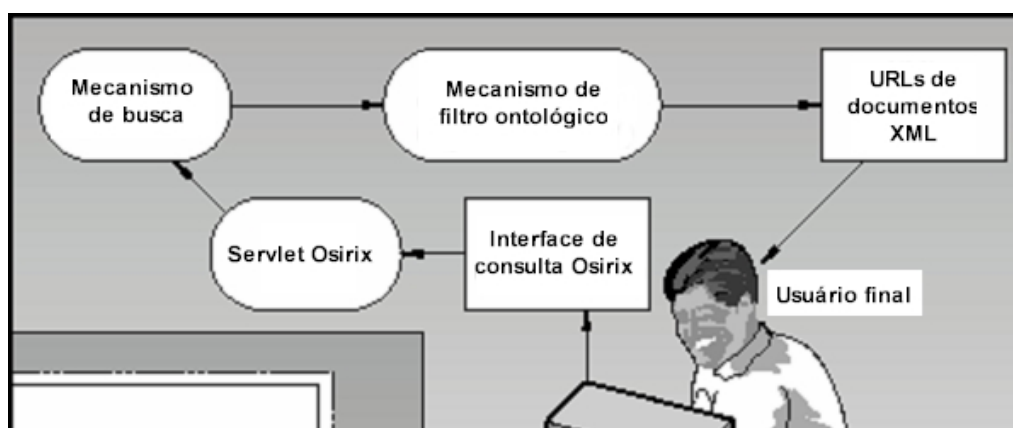 Mecanismo
de busca
Mecanismo de
filtro ontológico
URLs de
documentos
XML
Servlet Osirix
Interface de
consulta Osirix
Usuário final